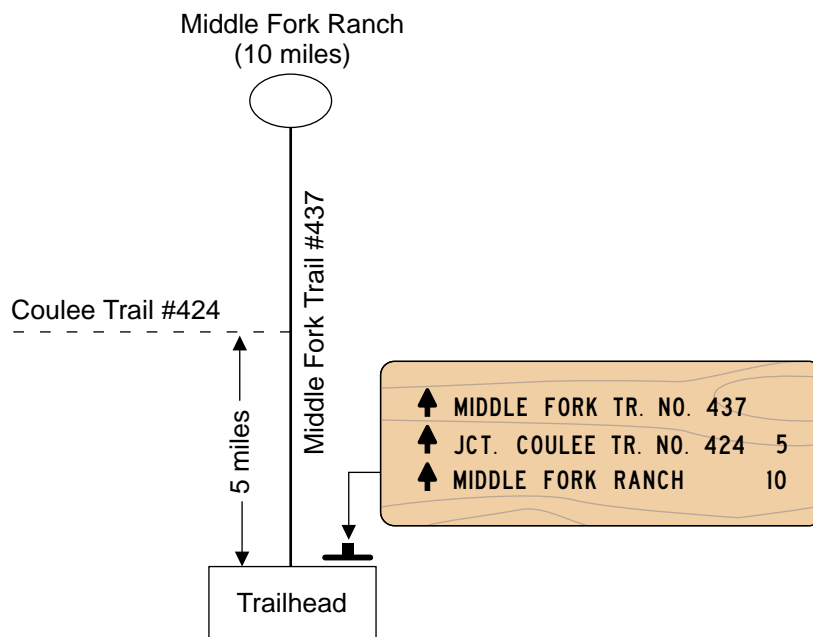 Middle Fork Ranch
(10 miles)
Middle Fork Trail #437
Coulee Trail #424
5 miles
MIDDLE FORK TR. NO. 437
JCT. COULEE TR. NO. 424 5
MIDDLE FORK RANCH 10
Trailhead